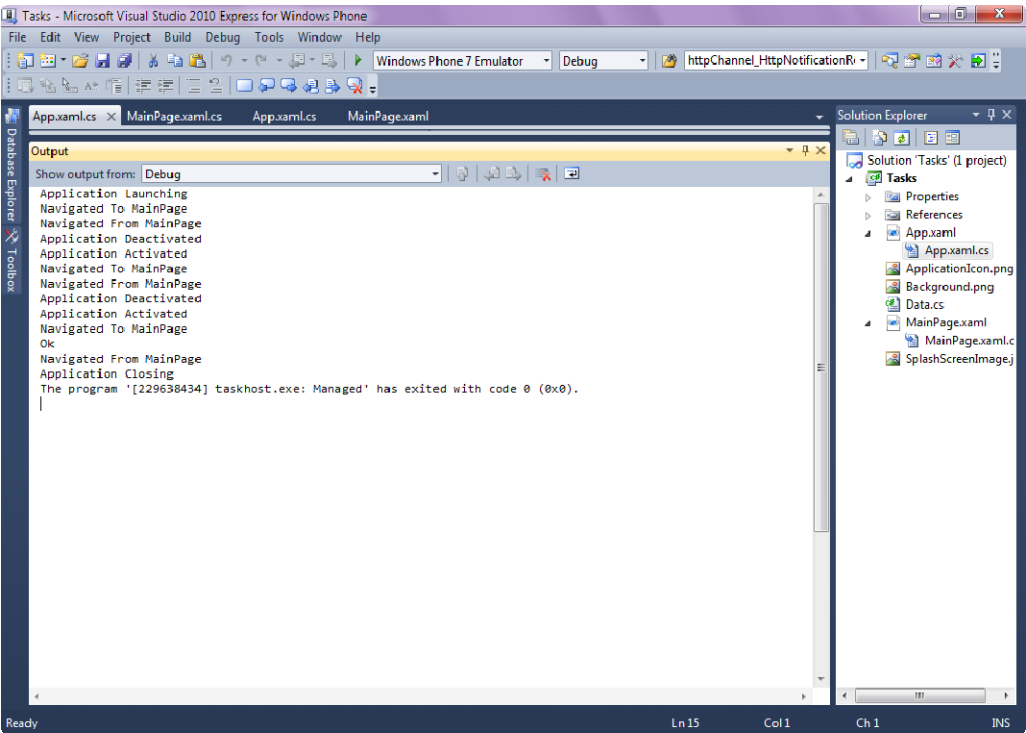 Tasks - Microsoft Visual Studio 2010 Express for Windows Phone
File Edit View Project Build Debug Tools Window Help
Windows Phone 7 Emulator Debug httpChannel_HttpNotificationR
App.xaml.cs MainPage.xaml.cs App.xaml.cs MainPage.xaml
Output
Show output from: Debug
Application Launching
Navigated To MainPage
Navigated From MainPage
Application Deactivated
Application Activated
Navigated To MainPage
Navigated From MainPage
Application Deactivated
Application Activated
Navigated To MainPage
Ok
Navigated From MainPage
Application Closing
The program '[229638434] taskhost.exe: Managed' has exited with code 0 (0x0).
Database Explorer
Toolbox
Solution Explorer
Solution 'Tasks' (1 project)
Tasks
Properties
References
App.xaml
App.xaml.cs
ApplicationIcon.png
Background.png
Data.cs
MainPage.xaml
MainPage.xaml.c
SplashScreenImage.j
Ready Ln 15 Col 1 Ch 1 INS